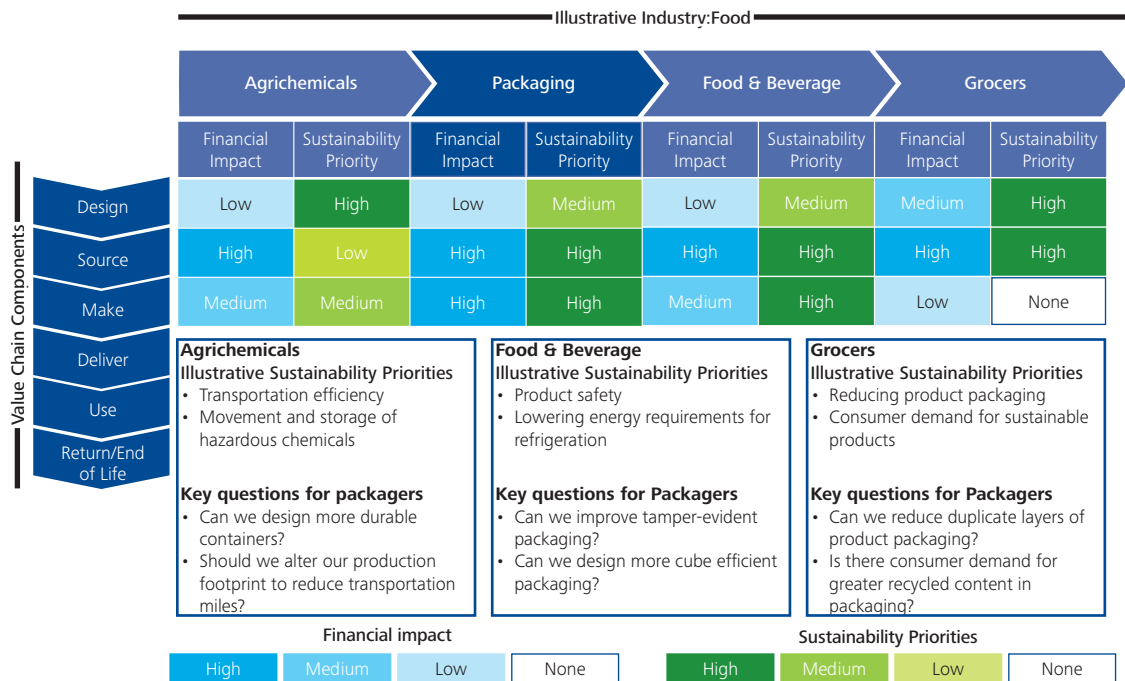 Illustrative Industry:Food
Agrichemicals
Packaging
Food & Beverage
Grocers
Financial
Impact
Sustainability
Priority
Financial
Impact
Sustainability
Priority
Financial
Impact
Sustainability
Priority
Financial
Impact
Sustainability
Priority
Value Chain Components
Design
Low
High
Low
Medium
Low
Medium
Medium
High
Source
High
Low
High
High
High
High
High
High
Make
Medium
Medium
High
High
Medium
High
Low
None
Deliver
Use
Return/End
of Life
Agrichemicals
Illustrative Sustainability Priorities
• Transportation efficiency
• Movement and storage of
hazardous chemicals
Key questions for packagers
• Can we design more durable
containers?
• Should we alter our production
footprint to reduce transportation
miles?
Food & Beverage
Illustrative Sustainability Priorities
• Product safety
• Lowering energy requirements for
refrigeration
Key questions for Packagers
• Can we improve tamper-evident
packaging?
• Can we design more cube efficient
packaging?
Grocers
Illustrative Sustainability Priorities
• Reducing product packaging
• Consumer demand for sustainable
products
Key questions for Packagers
• Can we reduce duplicate layers of
product packaging?
• Is there consumer demand for
greater recycled content in
packaging?
Financial impact
High
Medium
Low
None
Sustainability Priorities
High
Medium
Low
None